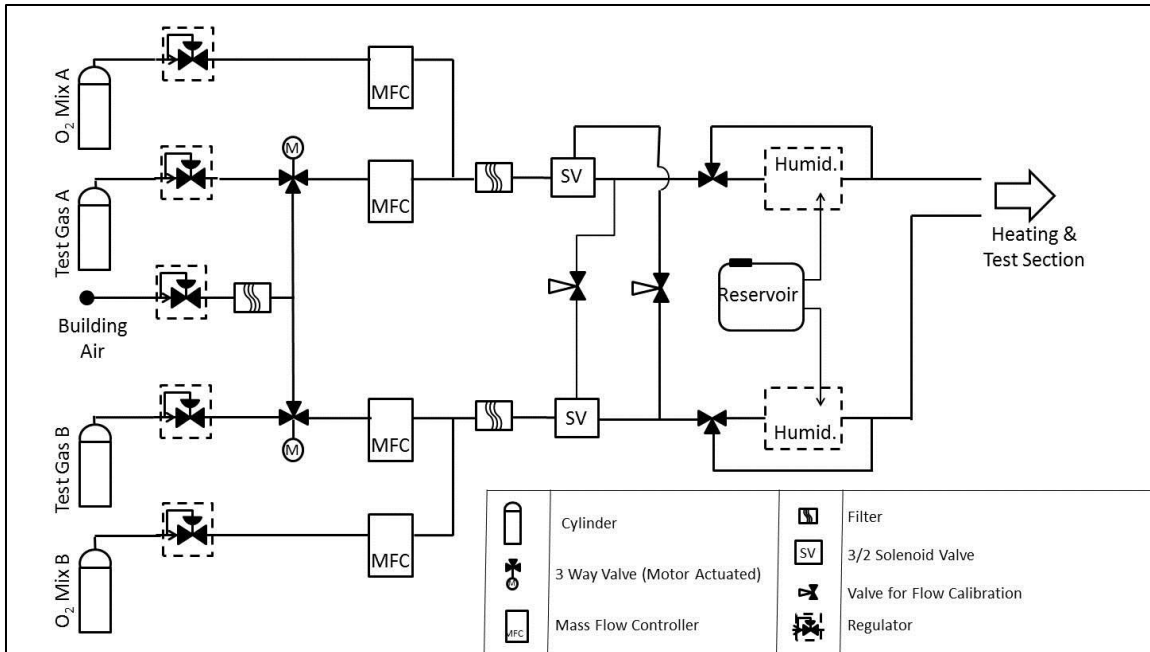 O2 Mix A
MFC
Test Gas A
M
MFC
SV
Humid.
Building
Air
Reservoir
Heating &
Test Section
Test Gas B
M
MFC
SV
Humid.
O2 Mix B
MFC
Cylinder
M
3 Way Valve (Motor Actuated)
MFC
Mass Flow Controller
Filter
SV
3/2 Solenoid Valve
Valve for Flow Calibration
Regulator